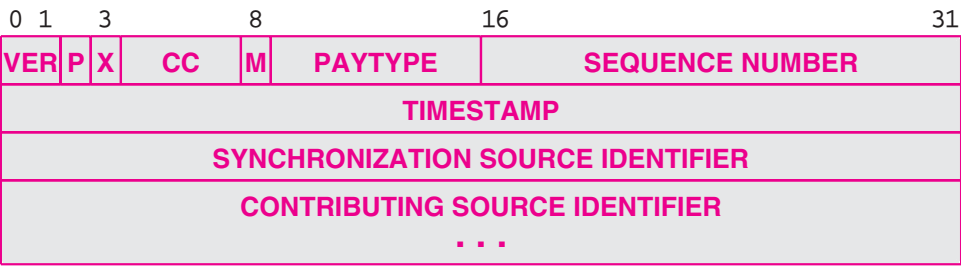 0 1 3 8 16 31
VER P X CC M PAYTYPE SEQUENCE NUMBER
TIMESTAMP
SYNCHRONIZATION SOURCE IDENTIFIER
CONTRIBUTING SOURCE IDENTIFIER
. . .